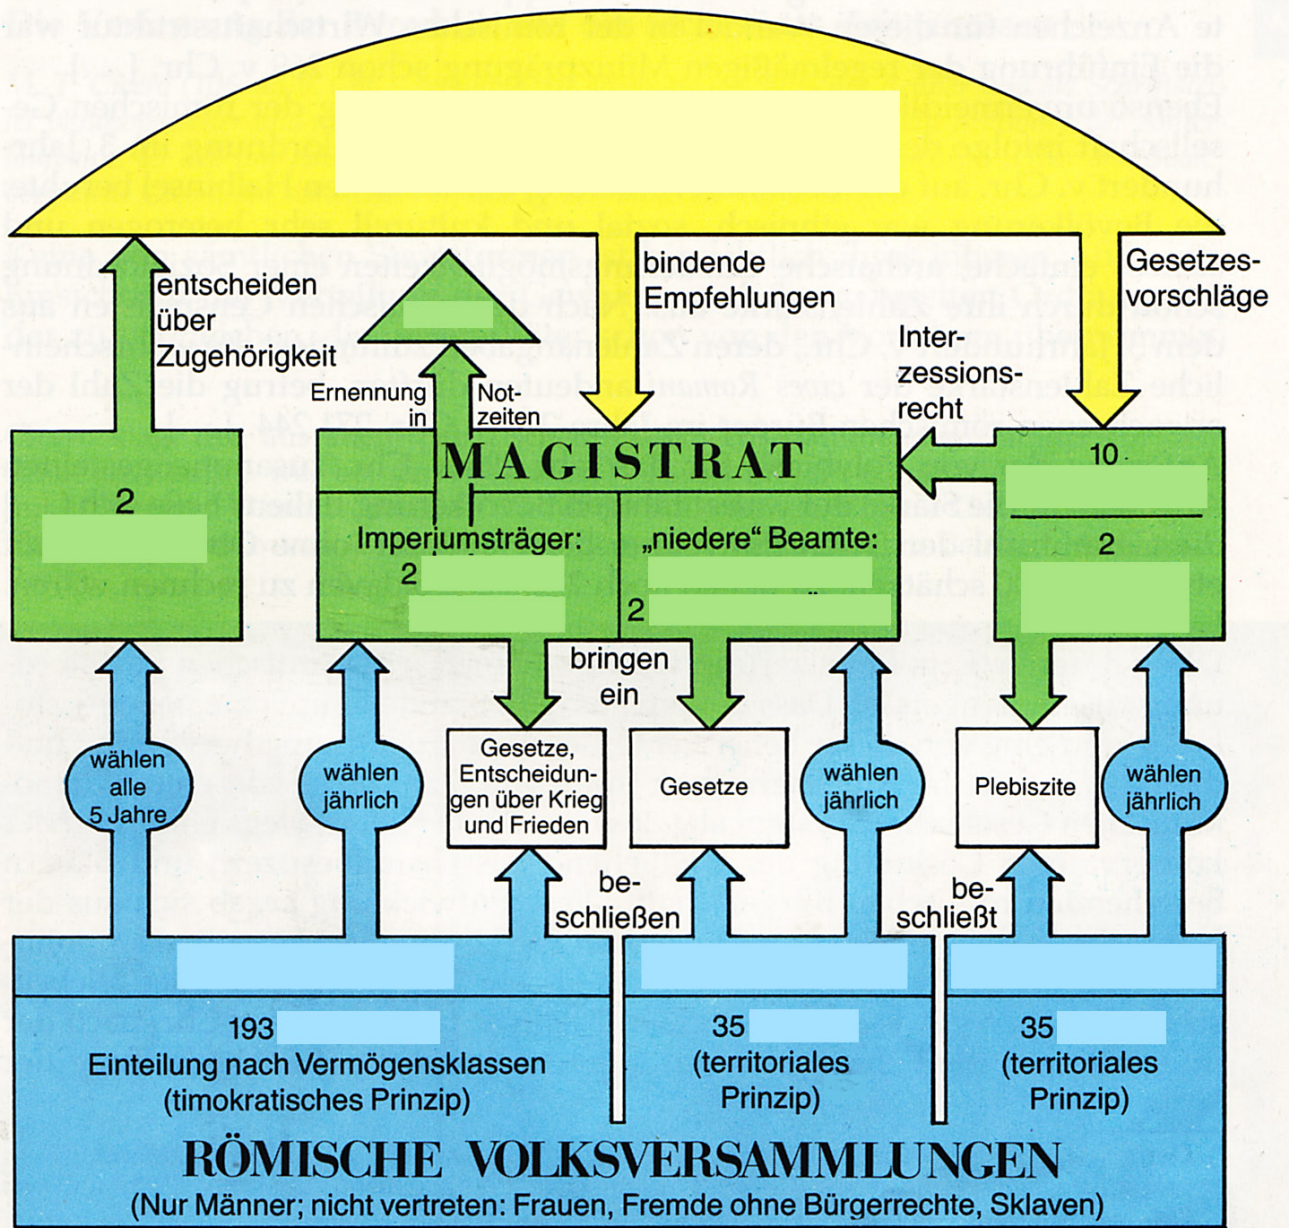 entscheiden
über
Zugehörigkeit
bindende
Empfehlungen
Gesetzes-
vorschläge
Inter-
zessions-
recht
Ernennung
in
Not-
zeiten
MAGISTRAT
2
Imperiumsträger:
2
„niedere“ Beamte:
2
10
2
bringen
ein
wählen
alle
5 Jahre
wählen
jährlich
Gesetze,
Entscheidun-
gen über Krieg
und Frieden
Gesetze
wählen
jährlich
Plebiszite
wählen
jährlich
be-
schließen
be-
schließt
193
Einteilung nach Vermögensklassen
(timokratisches Prinzip)
35
(territoriales
Prinzip)
35
(territoriales
Prinzip)
RÖMISCHE VOLKSVERSAMMLUNGEN
(Nur Männer; nicht vertreten: Frauen, Fremde ohne Bürgerrechte, Sklaven)